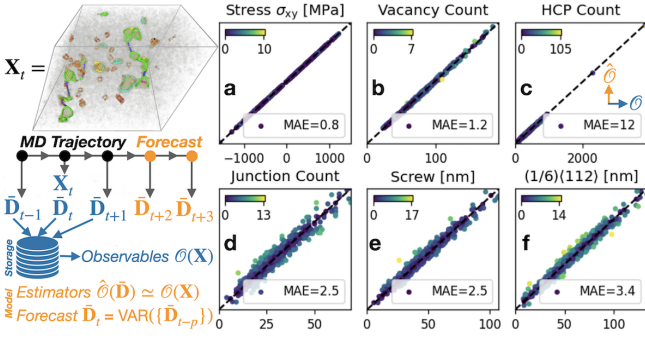 X_t =
MD Trajectory Forecast
X_t
D̄_{t−1} D̄_t D̄_{t+1} D̄_{t+2} D̄_{t+3}
Storage
Observables 𝒪(X)
Model
Estimators 𝒪̂(D̄) ≃ 𝒪(X)
Forecast D̄_t = VAR({D̄_{t−p}})
Stress σ_xy [MPa]
0 10
a
MAE=0.8
−1000 0 1000
Vacancy Count
0 7
b
MAE=1.2
0 100
HCP Count
0 105
c
𝒪̂
𝒪
MAE=12
0 2000
Junction Count
0 13
d
MAE=2.5
0 25 50
Screw [nm]
0 17
e
MAE=2.5
0 50 100
(1/6)⟨112⟩ [nm]
0 14
f
MAE=3.4
0 50 100